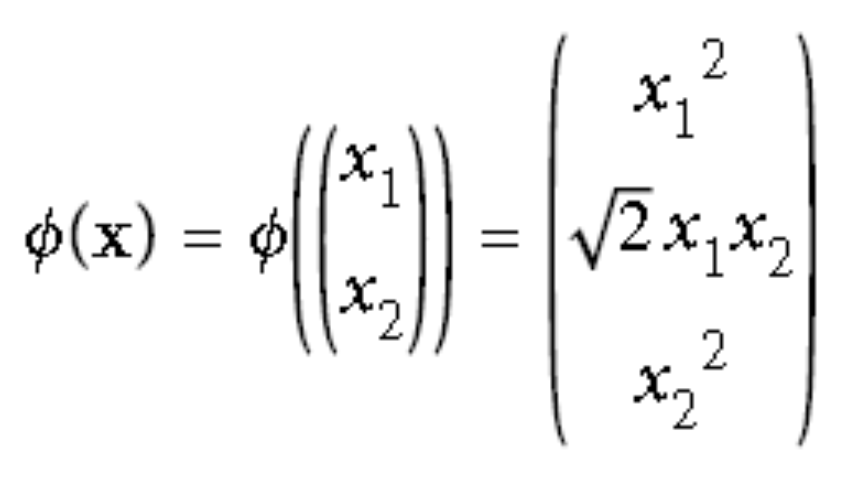 ϕ(x) = ϕ((x₁ x₂)) = (x₁² √2 x₁x₂ x₂²)